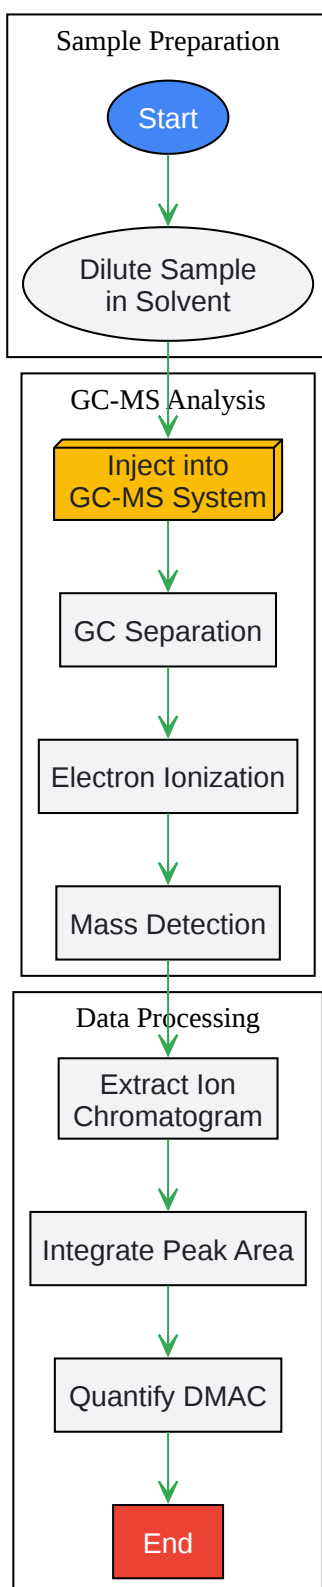 Sample Preparation
Start
Dilute Sample
in Solvent
GC-MS Analysis
Inject into
GC-MS System
GC Separation
Electron Ionization
Mass Detection
Data Processing
Extract Ion
Chromatogram
Integrate Peak Area
Quantify DMAC
End